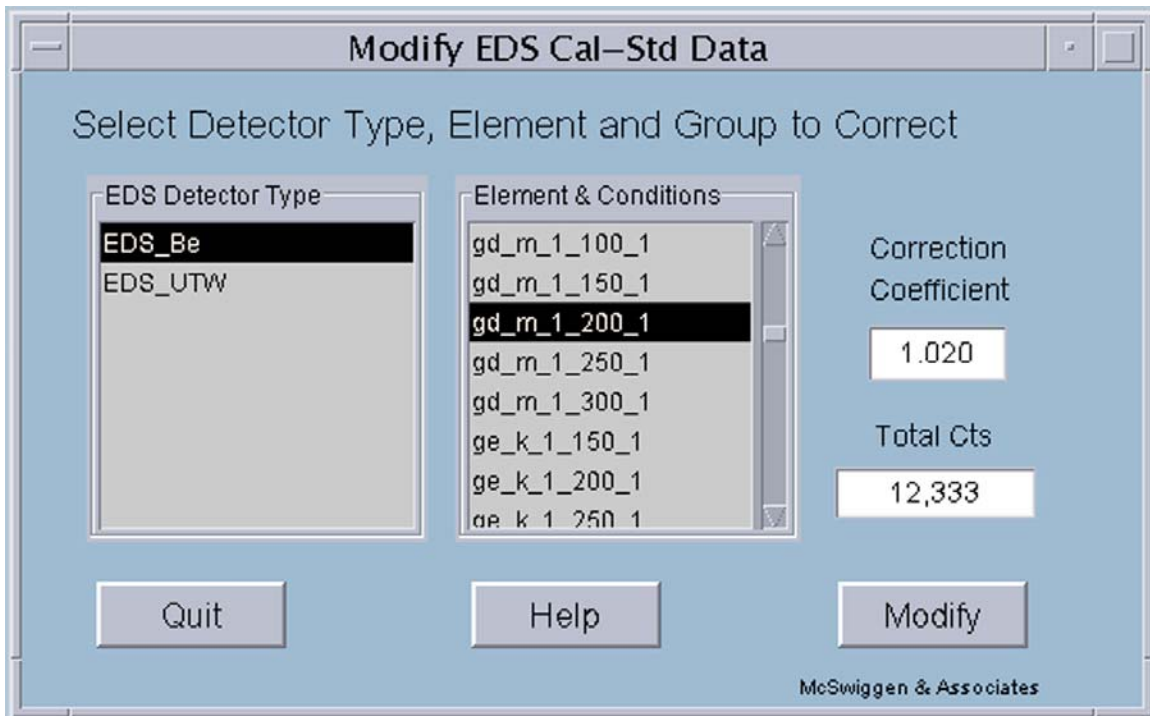 Modify EDS Cal–Std Data
Select Detector Type, Element and Group to Correct
EDS Detector Type
EDS_Be
EDS_UTW
Element & Conditions
gd_m_1_100_1
gd_m_1_150_1
gd_m_1_200_1
gd_m_1_250_1
gd_m_1_300_1
ge_k_1_150_1
ge_k_1_200_1
ge_k_1_250_1
Correction
Coefficient
1.020
Total Cts
12,333
Quit
Help
Modify
McSwiggen & Associates